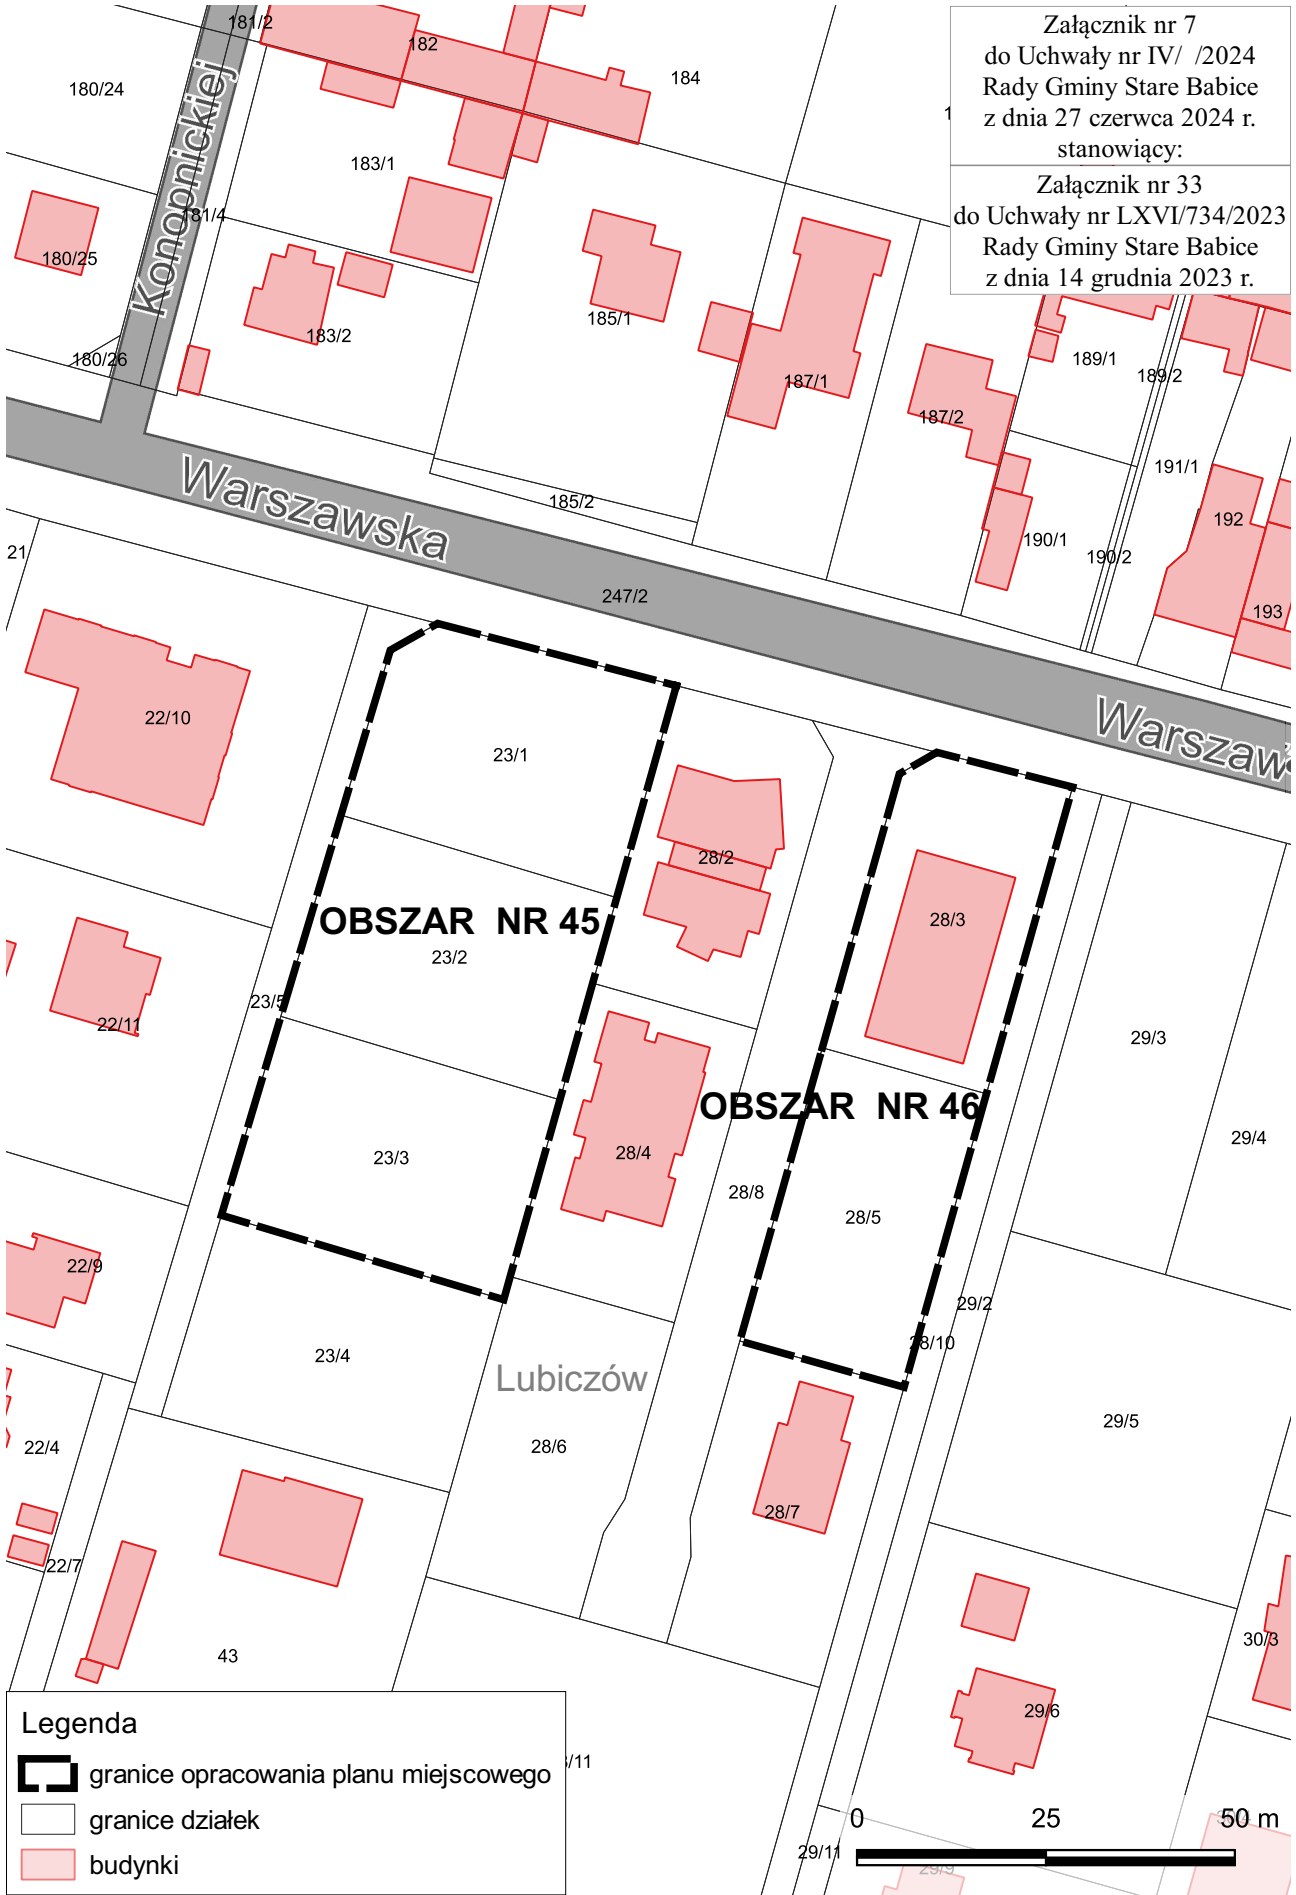 Załącznik nr 7
do Uchwały nr IV/ /2024
Rady Gminy Stare Babice
z dnia 27 czerwca 2024 r.
stanowiący:
Załącznik nr 33
do Uchwały nr LXVI/734/2023
Rady Gminy Stare Babice
z dnia 14 grudnia 2023 r.
181/2
182
184
180/24
183/1
181/4
Konopnickiej
180/25
183/2
185/1
180/26
187/1
189/1
189/2
187/2
191/1
185/2
192
190/1
190/2
193
Warszawska
21
247/2
22/10
23/1
Warszaw
28/2
28/3
OBSZAR NR 45
23/2
23/5
22/11
29/3
OBSZAR NR 46
29/4
23/3
28/4
28/8
28/5
22/9
29/2
28/10
23/4
Lubiczów
29/5
22/4
28/6
28/7
22/7
43
30/3
29/6
/11
29/11
29/9
Legenda
granice opracowania planu miejscowego
granice działek
budynki
0 25 50 m